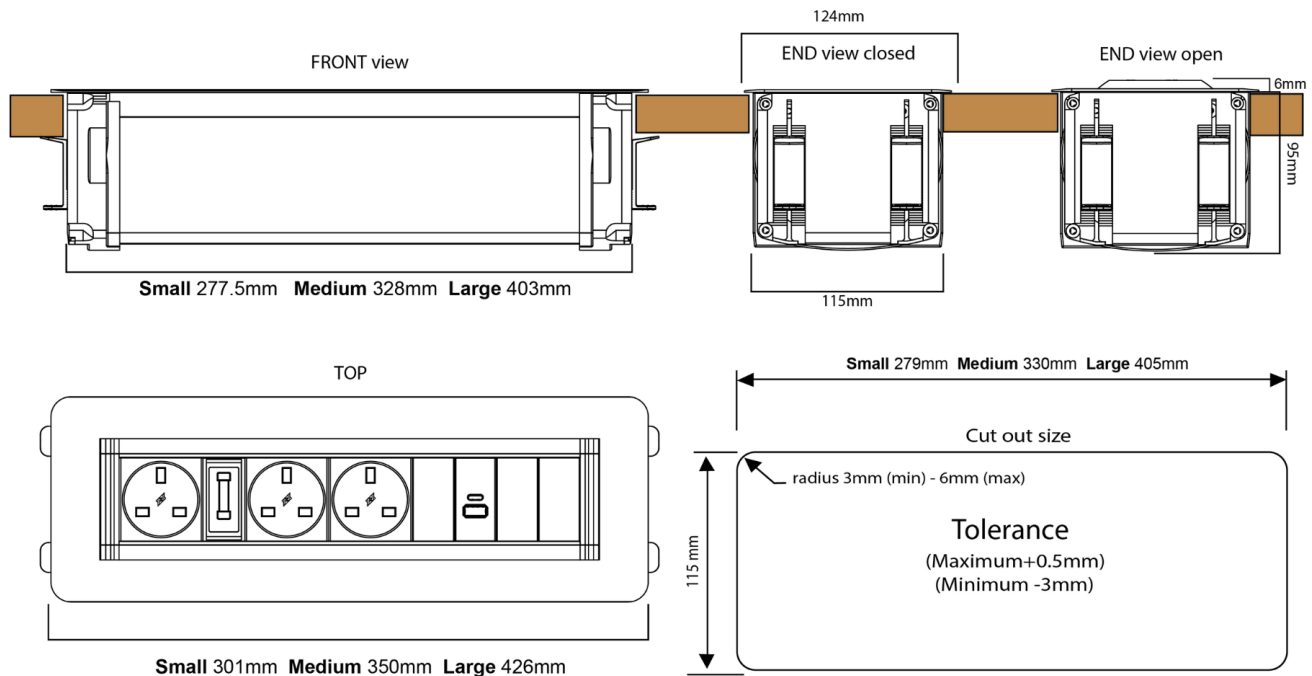 124mm
FRONT view
END view closed
END view open
6mm
95mm
Small 277.5mm Medium 328mm Large 403mm
115mm
TOP
Small 279mm Medium 330mm Large 405mm
Cut out size
radius 3mm (min) - 6mm (max)
115 mm
Tolerance
(Maximum+0.5mm)
(Minimum -3mm)
Small 301mm Medium 350mm Large 426mm